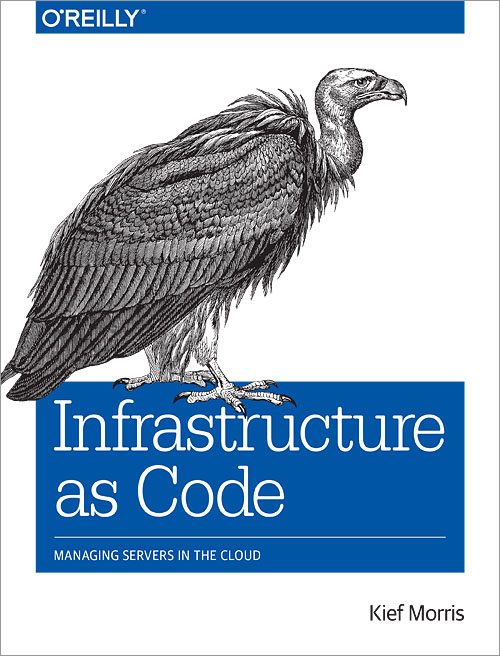 O'REILLY®
Infrastructure
as Code
MANAGING SERVERS IN THE CLOUD
Kief Morris